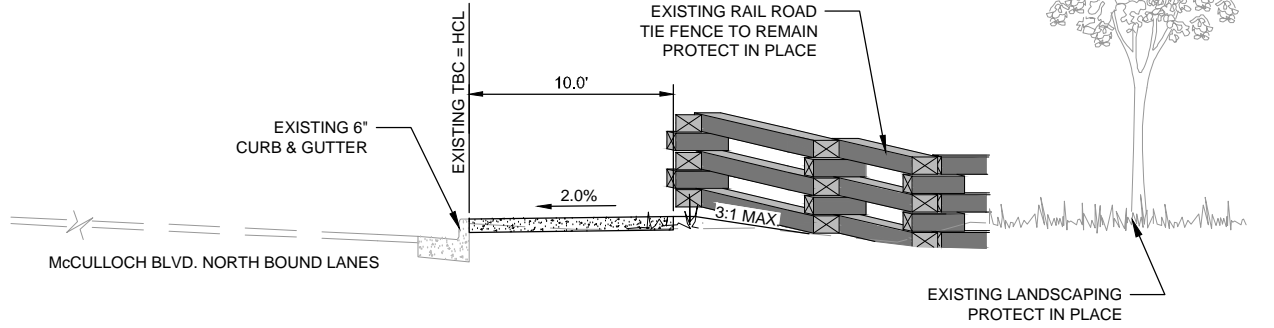 EXISTING RAIL ROAD
TIE FENCE TO REMAIN
PROTECT IN PLACE
EXISTING TBC = HCL
10.0'
EXISTING 6"
CURB & GUTTER
2.0%
3:1 MAX
McCULLOCH BLVD. NORTH BOUND LANES
EXISTING LANDSCAPING
PROTECT IN PLACE